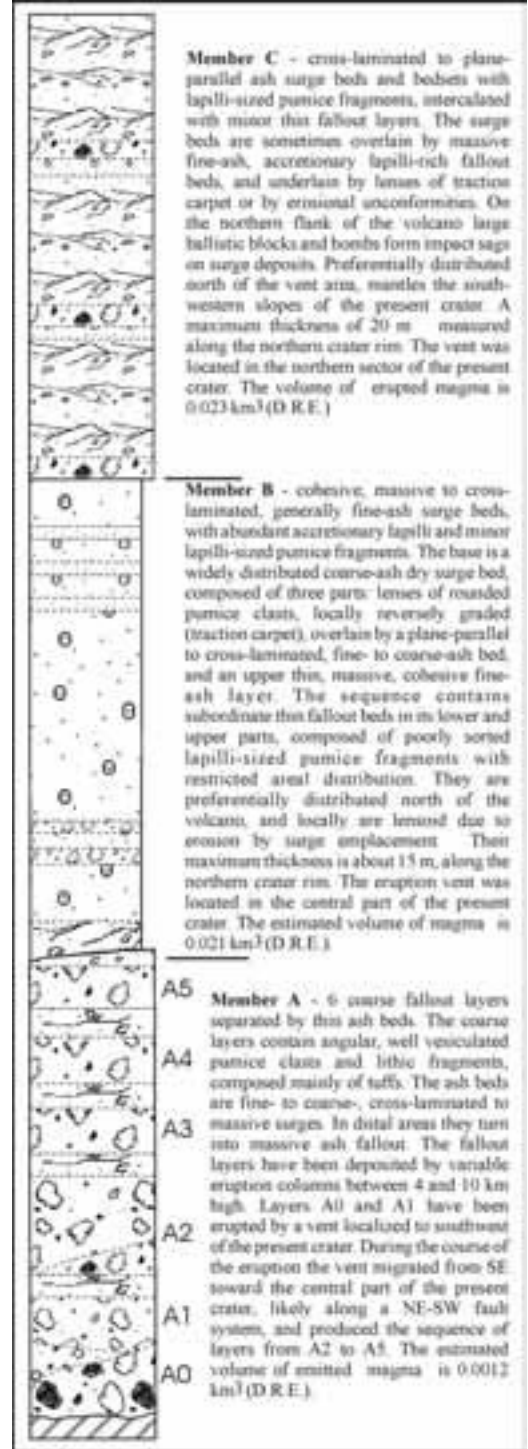 Member C - cross-laminated to plane-
parallel ash surge beds and bedsets with
lapilli-sized pumice fragments, intercalated
with minor thin fallout layers. The surge
beds are sometimes overlain by massive
fine-ash, accretionary lapilli-rich fallout
beds, and underlain by lenses of traction
carpet or by erisional unconformities. On
the northern flank of the volcano large
ballistic blocks and bombs form impact sags
on surge deposits. Preferentially distributed
north of the vent area, mantles the south-
western slopes of the present crater. A
maximum thickness of 20 m measured
along the northern crater rim. The vent was
located in the northern sector of the present
crater. The volume of erupted magma is
0.023 km³ (D.R.E.)
Member B - cohesive, massive to cross-
laminated, generally fine-ash surge beds,
with abundant accretionary lapilli and minor
lapilli-sized pumice fragments. The base is a
widely distributed coarse-ash dry surge bed,
composed of three parts: lenses of rounded
pumice clasts, locally reversely graded
(traction carpet), overlain by a plane-parallel
to cross-laminated, fine- to coarse-ash bed,
and an upper thin, massive, cohesive fine-
ash layer. The sequence contains
subordinate thin fallout beds in its lower and
upper parts, composed of poorly sorted
lapilli-sized pumice fragments with
restricted areal distribution. They are
preferentially distributed north of the
volcano, and locally are lensoid due to
erosion by surge emplacement. Their
maximum thickness is about 15 m, along the
northern crater rim. The eruption vent was
located in the central part of the present
crater. The estimated volume of magma is
0.021 km³ (D.R.E.).
A5
A4
A3
A2
A1
A0
Member A - 6 course fallout layers
separated by thin ash beds. The coarse
layers contain angular, well vesiculated
pumice clasts and lithic fragments,
composed mainly of tuffs. The ash beds
are fine- to coarse-, cross-laminated to
massive surges. In distal areas they turn
into massive ash fallout. The fallout
layers have been deposited by variable
eruption columns between 4 and 10 km
high. Layers A0 and A1 have been
erupted by a vent localized to southwest
of the present crater. During the course of
the eruption the vent migrated from SE
toward the central part of the present
crater, likely along a NE-SW fault
system, and produced the sequence of
layers from A2 to A5. The estimated
volume of emitted magma is 0.0012
km³ (D.R.E.).